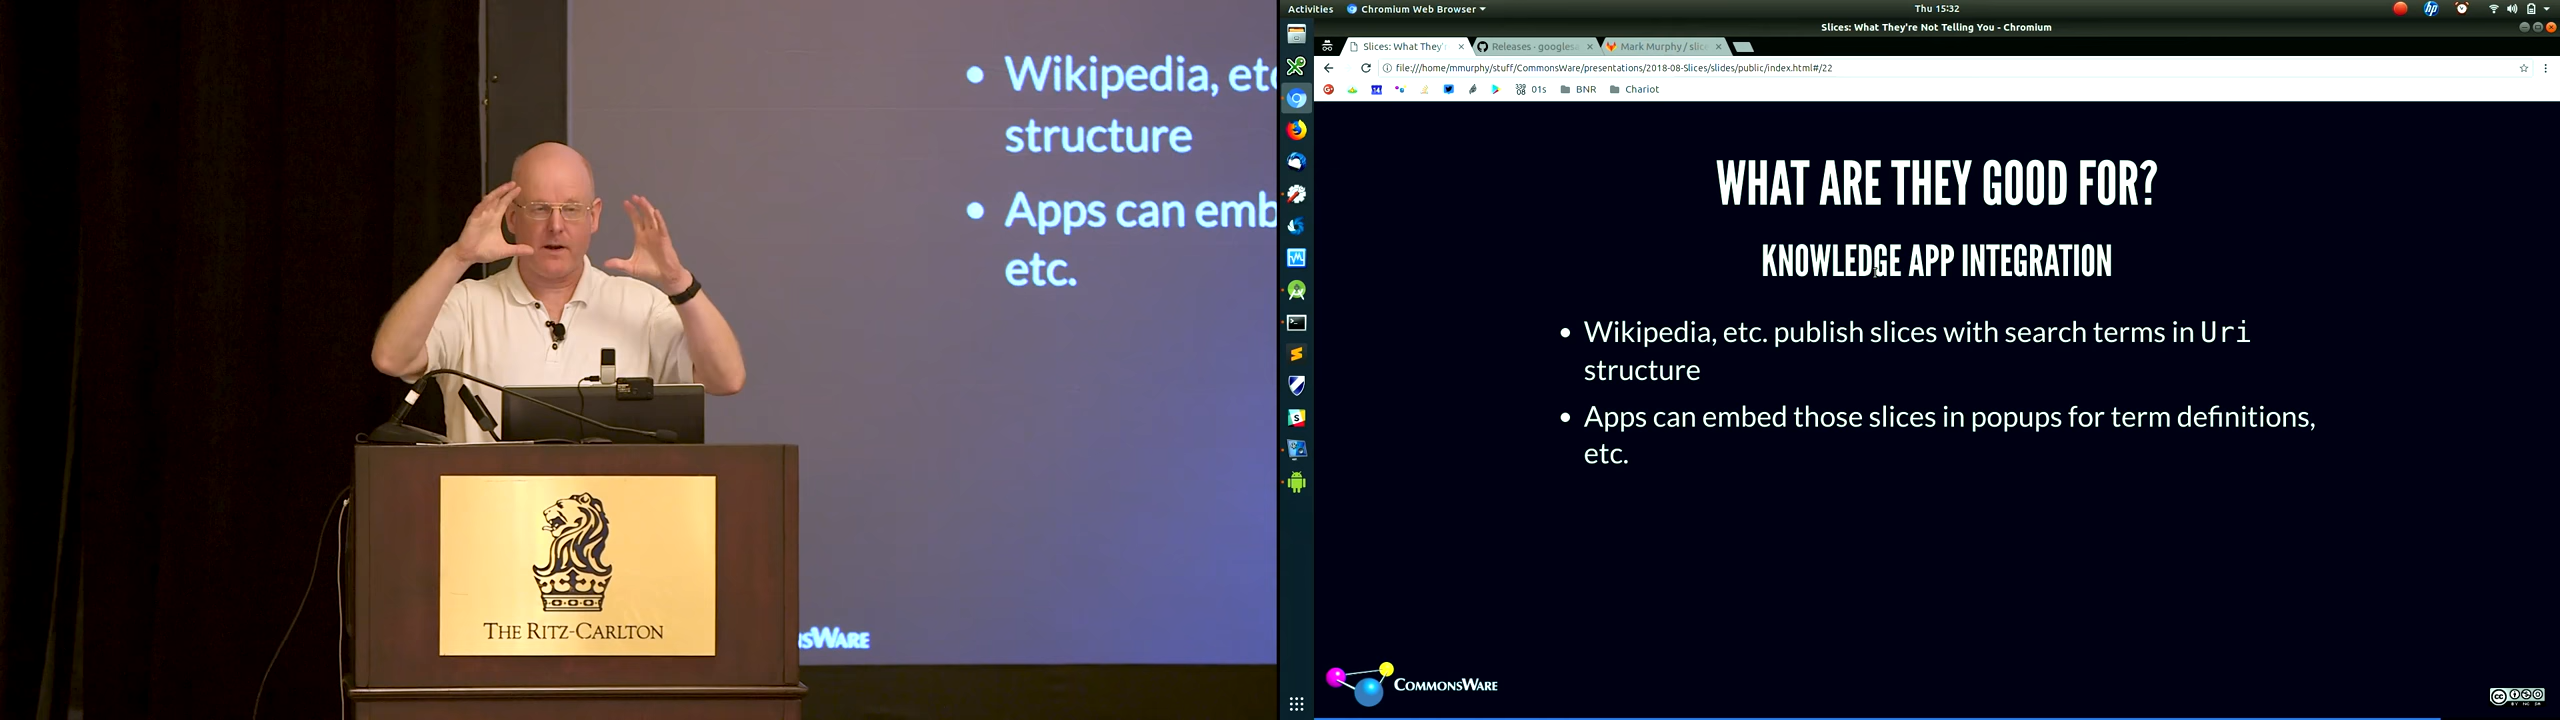 Wikipedia, etc
structure
Apps can emb
etc.
THE RITZ-CARLTON
SWARE
Activities
Chromium Web Browser
Thu 15:32
Slices: What They're Not Telling You - Chromium
Slices: What They'
Releases · googlesa
Mark Murphy / slice
file:///home/mmurphy/stuff/CommonsWare/presentations/2018-08-Slices/slides/public/index.html#/22
01s
BNR
Chariot
WHAT ARE THEY GOOD FOR?
KNOWLEDGE APP INTEGRATION
Wikipedia, etc. publish slices with search terms in Uri
structure
Apps can embed those slices in popups for term definitions,
etc.
COMMONSWARE